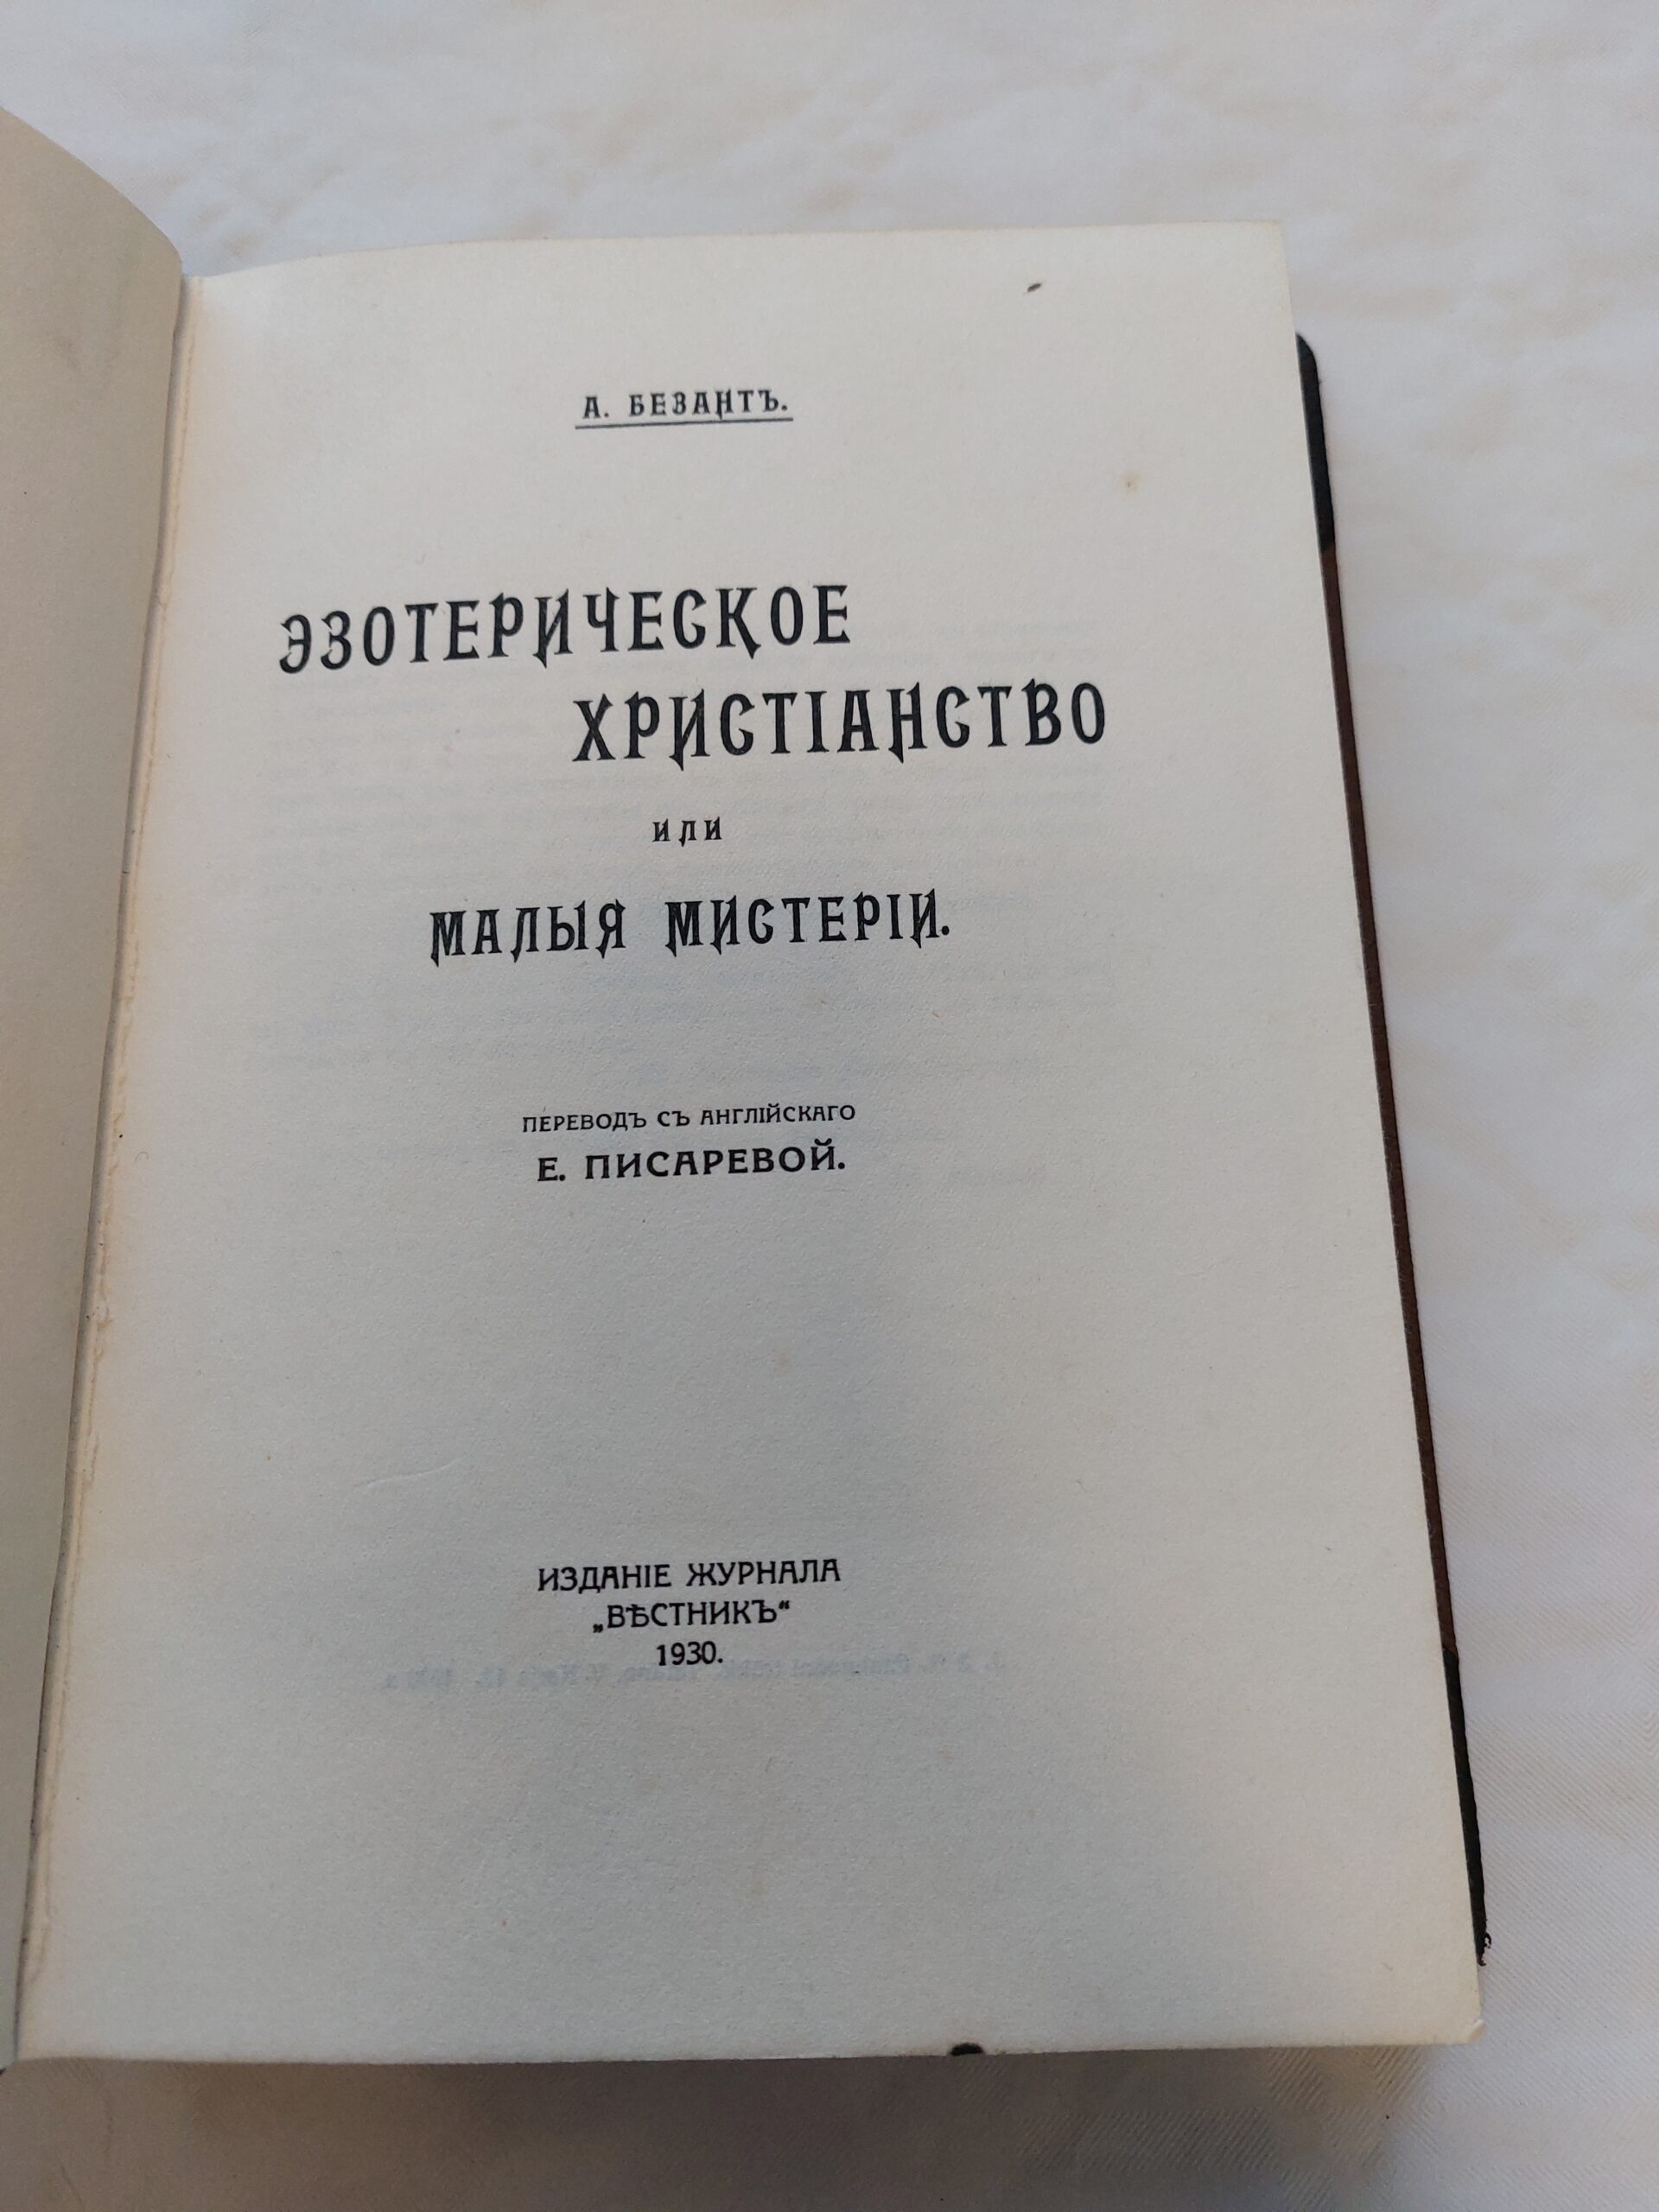 А. БЕЗАНТЪ.
ЭЗОТЕРИЧЕСКОЕ
ХРИСТІАНСТВО
ИЛИ
МАЛЫЯ МИСТЕРІИ.
ПЕРЕВОДЪ СЪ АНГЛІЙСКАГО
Е. ПИСАРЕВОЙ.
ИЗДАНІЕ ЖУРНАЛА
„ВѢСТНИКЪ“
1930.